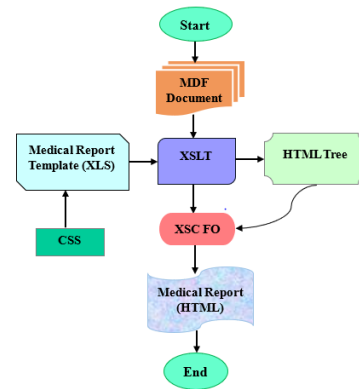 Start
MDF
Document
Medical Report
Template (XLS)
XSLT
HTML Tree
CSS
XSC FO
Medical Report
(HTML)
End